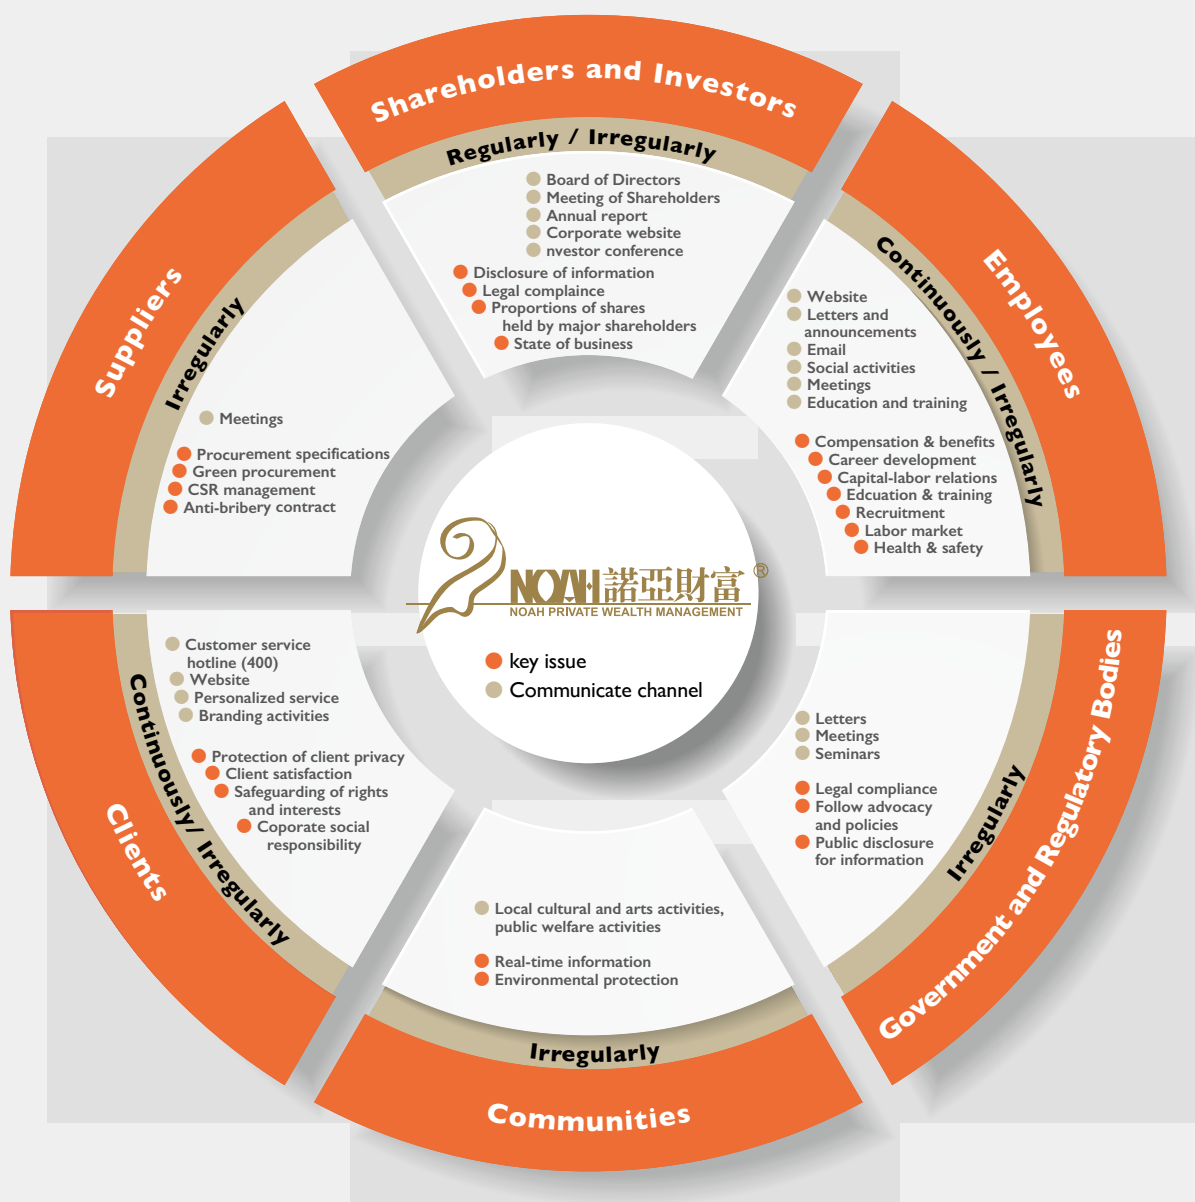 Shareholders and Investors
Regularly / Irregularly
Board of Directors
Meeting of Shareholders
Annual report
Corporate website
nvestor conference
Disclosure of information
Legal complaince
Proportions of shares
held by major shareholders
State of business
Employees
Continuously / Irregularly
Website
Letters and
announcements
Email
Social activities
Meetings
Education and training
Compensation & benefits
Career development
Capital-labor relations
Edcuation & training
Recruitment
Labor market
Health & safety
Government and Regulatory Bodies
Irregularly
Letters
Meetings
Seminars
Legal compliance
Follow advocacy
and policies
Public disclosure
for information
Communities
Irregularly
Local cultural and arts activities,
public welfare activities
Real-time information
Environmental protection
Clients
Continuously/ Irregularly
Customer service
hotline (400)
Website
Personalized service
Branding activities
Protection of client privacy
Client satisfaction
Safeguarding of rights
and interests
Coporate social
responsibility
Suppliers
Irregularly
Meetings
Procurement specifications
Green procurement
CSR management
Anti-bribery contract
NOAH 諾亞財富 ®
NOAH PRIVATE WEALTH MANAGEMENT
key issue
Communicate channel